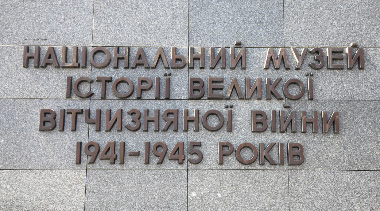 НАЦІОНАЛЬНИЙ МУЗЕЙ
ІСТОРІЇ ВЕЛИКОЇ
ВІТЧИЗНЯНОЇ ВІЙНИ
1941-1945 РОКІВ